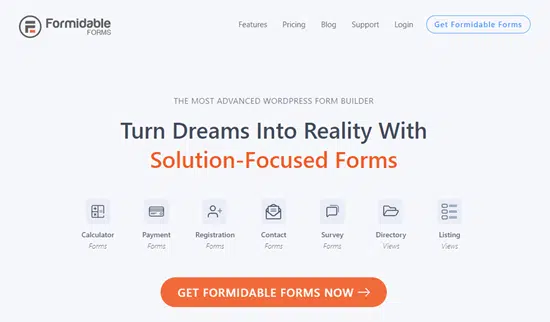 Formidable
FORMS
Features Pricing Blog Support Login Get Formidable Forms
THE MOST ADVANCED WORDPRESS FORM BUILDER
Turn Dreams Into Reality With
Solution-Focused Forms
Calculator Payment Registration Contact Survey Directory Listing
Forms Forms Forms Forms Forms Views Views
GET FORMIDABLE FORMS NOW →